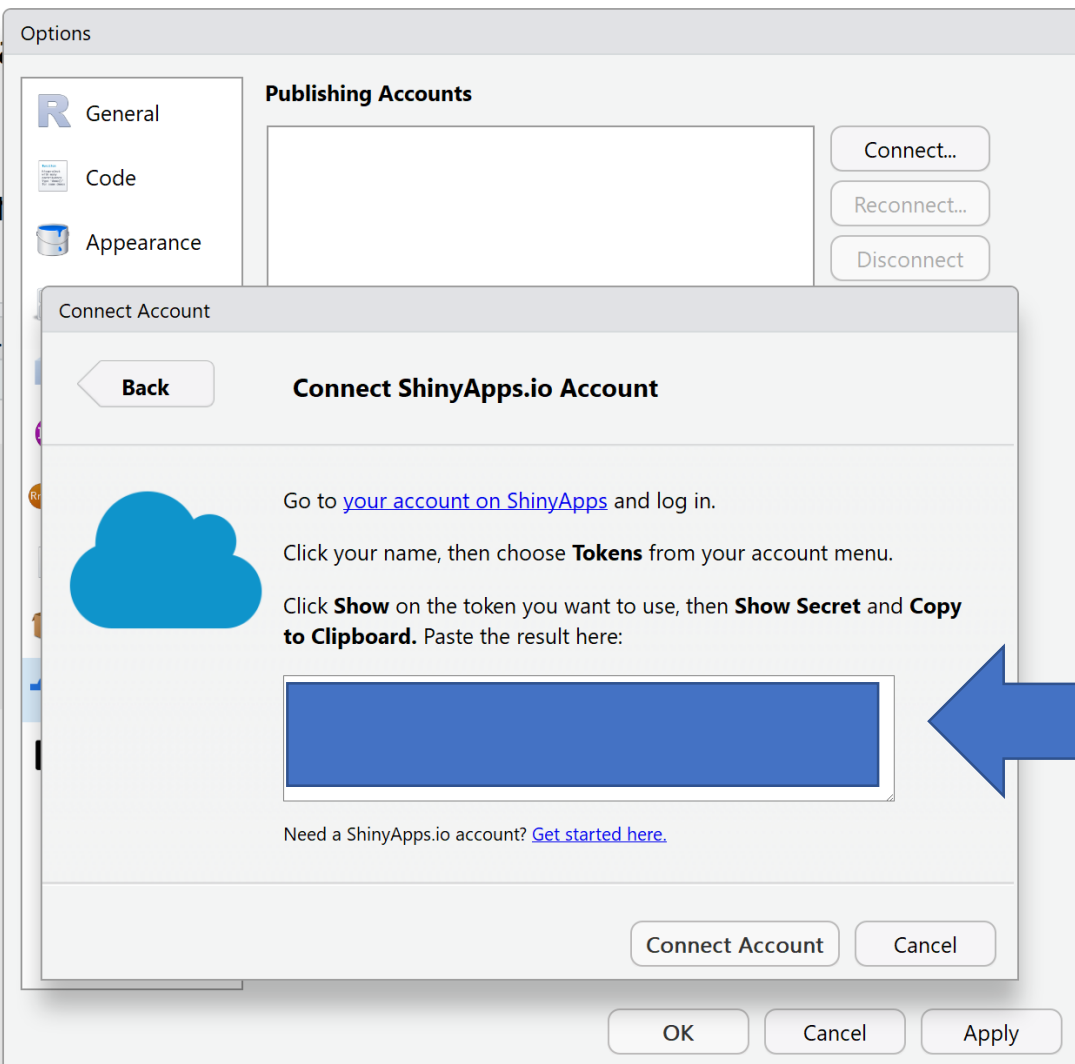 Options
Publishing Accounts
General
Code
Appearance
Connect...
Reconnect...
Disconnect
Connect Account
Back
Connect ShinyApps.io Account
Go to your account on ShinyApps and log in.
Click your name, then choose Tokens from your account menu.
Click Show on the token you want to use, then Show Secret and Copy
to Clipboard. Paste the result here:
Need a ShinyApps.io account? Get started here.
Connect Account
Cancel
OK
Cancel
Apply